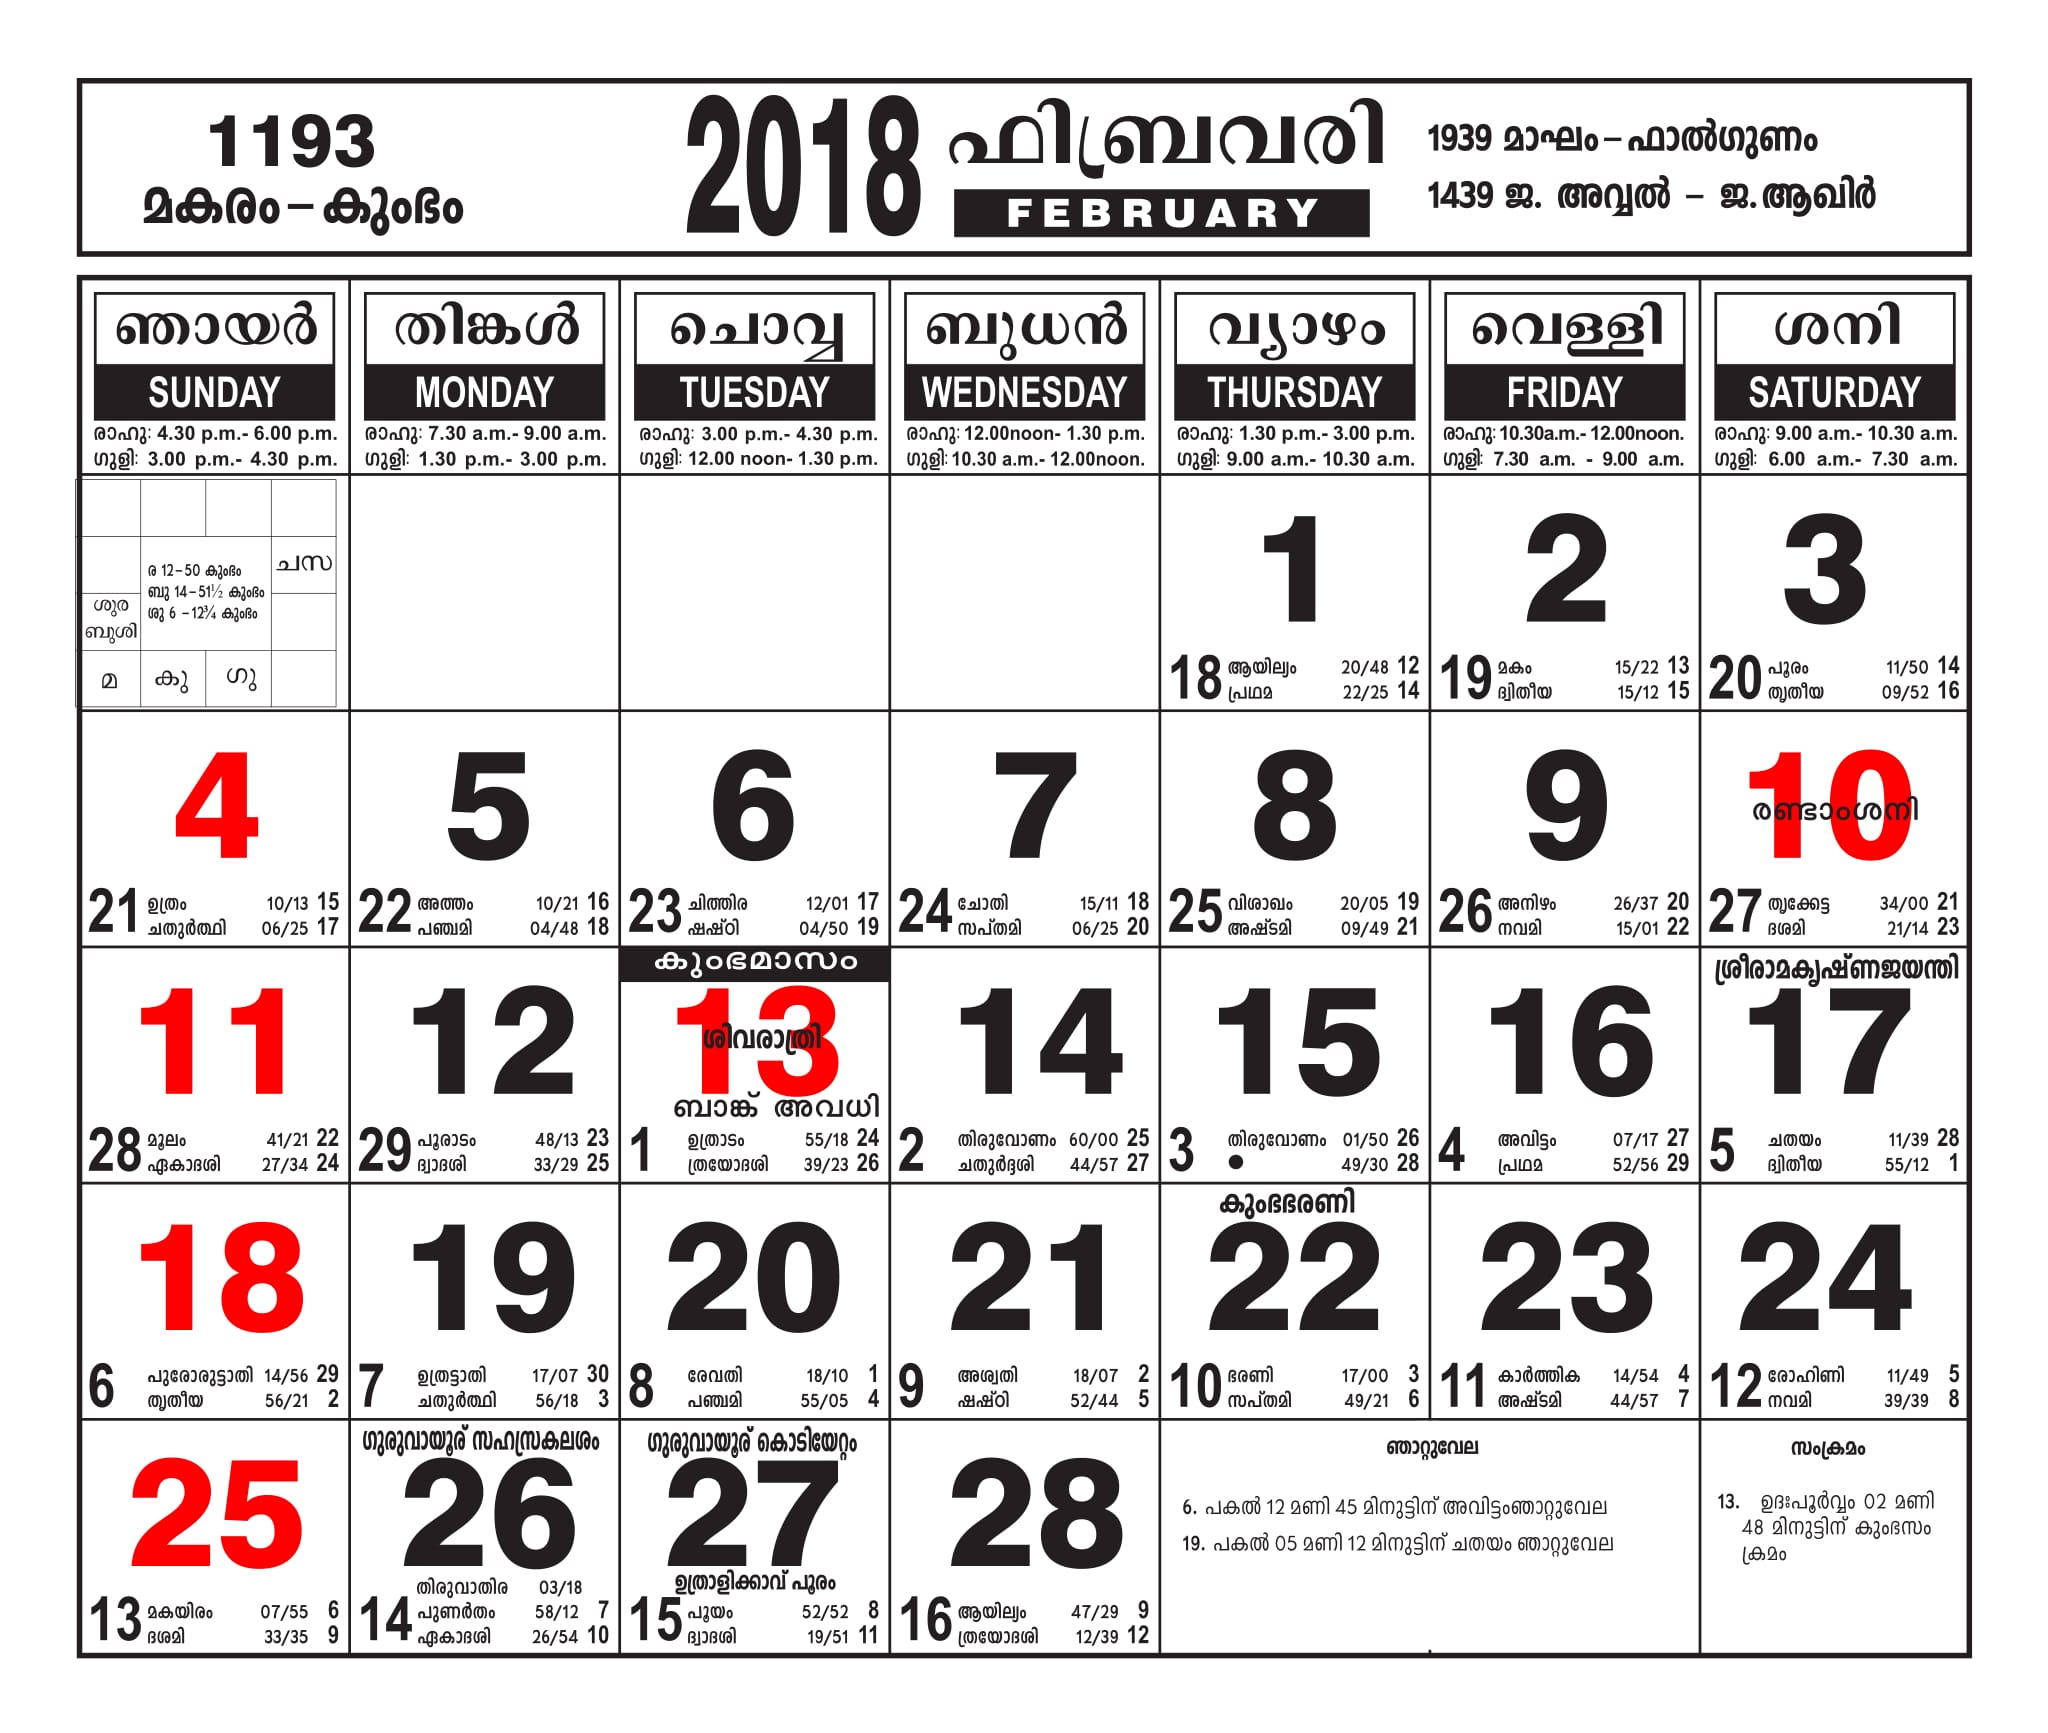 1193
മകരം – കുംഭം
2018 ഫിബ്രവരി
FEBRUARY
1939 മാഘം – ഫാൽഗുണം
1439 ജ. അവ്വൽ – ജ. ആഖിർ
ഞായർ തിങ്കൾ ചൊവ്വ ബുധൻ വ്യാഴം വെള്ളി ശനി
SUNDAY MONDAY TUESDAY WEDNESDAY THURSDAY FRIDAY SATURDAY
രാഹു: 4.30 p.m.- 6.00 p.m. രാഹു: 7.30 a.m.- 9.00 a.m. രാഹു: 3.00 p.m.- 4.30 p.m. രാഹു: 12.00noon- 1.30 p.m. രാഹു: 1.30 p.m.- 3.00 p.m. രാഹു: 10.30a.m.- 12.00noon. രാഹു: 9.00 a.m.- 10.30 a.m.
ഗുളി: 3.00 p.m.- 4.30 p.m. ഗുളി: 1.30 p.m.- 3.00 p.m. ഗുളി: 12.00 noon- 1.30 p.m. ഗുളി: 10.30 a.m.- 12.00noon. ഗുളി: 9.00 a.m.- 10.30 a.m. ഗുളി: 7.30 a.m. - 9.00 a.m. ഗുളി: 6.00 a.m.- 7.30 a.m.
ചസ
ര 12–50 കുംഭം
ബു 14–51½ കുംഭം
ശു 6 –12¾ കുംഭം
ശുര
ബുശി
മ കു ഗു
1 2 3
18 ആയില്യം 20/48 12 19 മകം 15/22 13 20 പൂരം 11/50 14
പ്രഥമ 22/25 14 ദ്വിതീയ 15/12 15 തൃതീയ 09/52 16
4 5 6 7 8 9 10
രണ്ടാംശനി
21 ഉത്രം 10/13 15 22 അത്തം 10/21 16 23 ചിത്തിര 12/01 17 24 ചോതി 15/11 18 25 വിശാഖം 20/05 19 26 അനിഴം 26/37 20 27 തൃക്കേട്ട 34/00 21
ചതുർത്ഥി 06/25 17 പഞ്ചമി 04/48 18 ഷഷ്ഠി 04/50 19 സപ്തമി 06/25 20 അഷ്ടമി 09/49 21 നവമി 15/01 22 ദശമി 21/14 23
കുംഭമാസം ശ്രീരാമകൃഷ്ണജയന്തി
11 12 13 14 15 16 17
ശിവരാത്രി
ബാങ്ക് അവധി
28 മൂലം 41/21 22 29 പൂരാടം 48/13 23 1 ഉത്രാടം 55/18 24 2 തിരുവോണം 60/00 25 3 തിരുവോണം 01/50 26 4 അവിട്ടം 07/17 27 5 ചതയം 11/39 28
ഏകാദശി 27/34 24 ദ്വാദശി 33/29 25 ത്രയോദശി 39/23 26 ചതുർദ്ദശി 44/57 27 ● 49/30 28 പ്രഥമ 52/56 29 ദ്വിതീയ 55/12 1
കുംഭഭരണി
18 19 20 21 22 23 24
6 പുരോരുട്ടാതി 14/56 29 7 ഉത്രട്ടാതി 17/07 30 8 രേവതി 18/10 1 9 അശ്വതി 18/07 2 10 ഭരണി 17/00 3 11 കാർത്തിക 14/54 4 12 രോഹിണി 11/49 5
തൃതീയ 56/21 2 ചതുർത്ഥി 56/18 3 പഞ്ചമി 55/05 4 ഷഷ്ഠി 52/44 5 സപ്തമി 49/21 6 അഷ്ടമി 44/57 7 നവമി 39/39 8
ഗുരുവായൂര് സഹസ്രകലശം ഗുരുവായൂര് കൊടിയേറ്റം
25 26 27 28
ഉത്രാളിക്കാവ് പൂരം
തിരുവാതിര 03/18
13 മകയിരം 07/55 6 14 പുണർതം 58/12 7 15 പൂയം 52/52 8 16 ആയില്യം 47/29 9
ദശമി 33/35 9 ഏകാദശി 26/54 10 ദ്വാദശി 19/51 11 ത്രയോദശി 12/39 12
ഞാറ്റുവേല
6. പകൽ 12 മണി 45 മിനുട്ടിന് അവിട്ടംഞാറ്റുവേല
19. പകൽ 05 മണി 12 മിനുട്ടിന് ചതയം ഞാറ്റുവേല
സംക്രമം
13. ഉദഃപൂർവ്വം 02 മണി
48 മിനുട്ടിന് കുംഭസം
ക്രമം